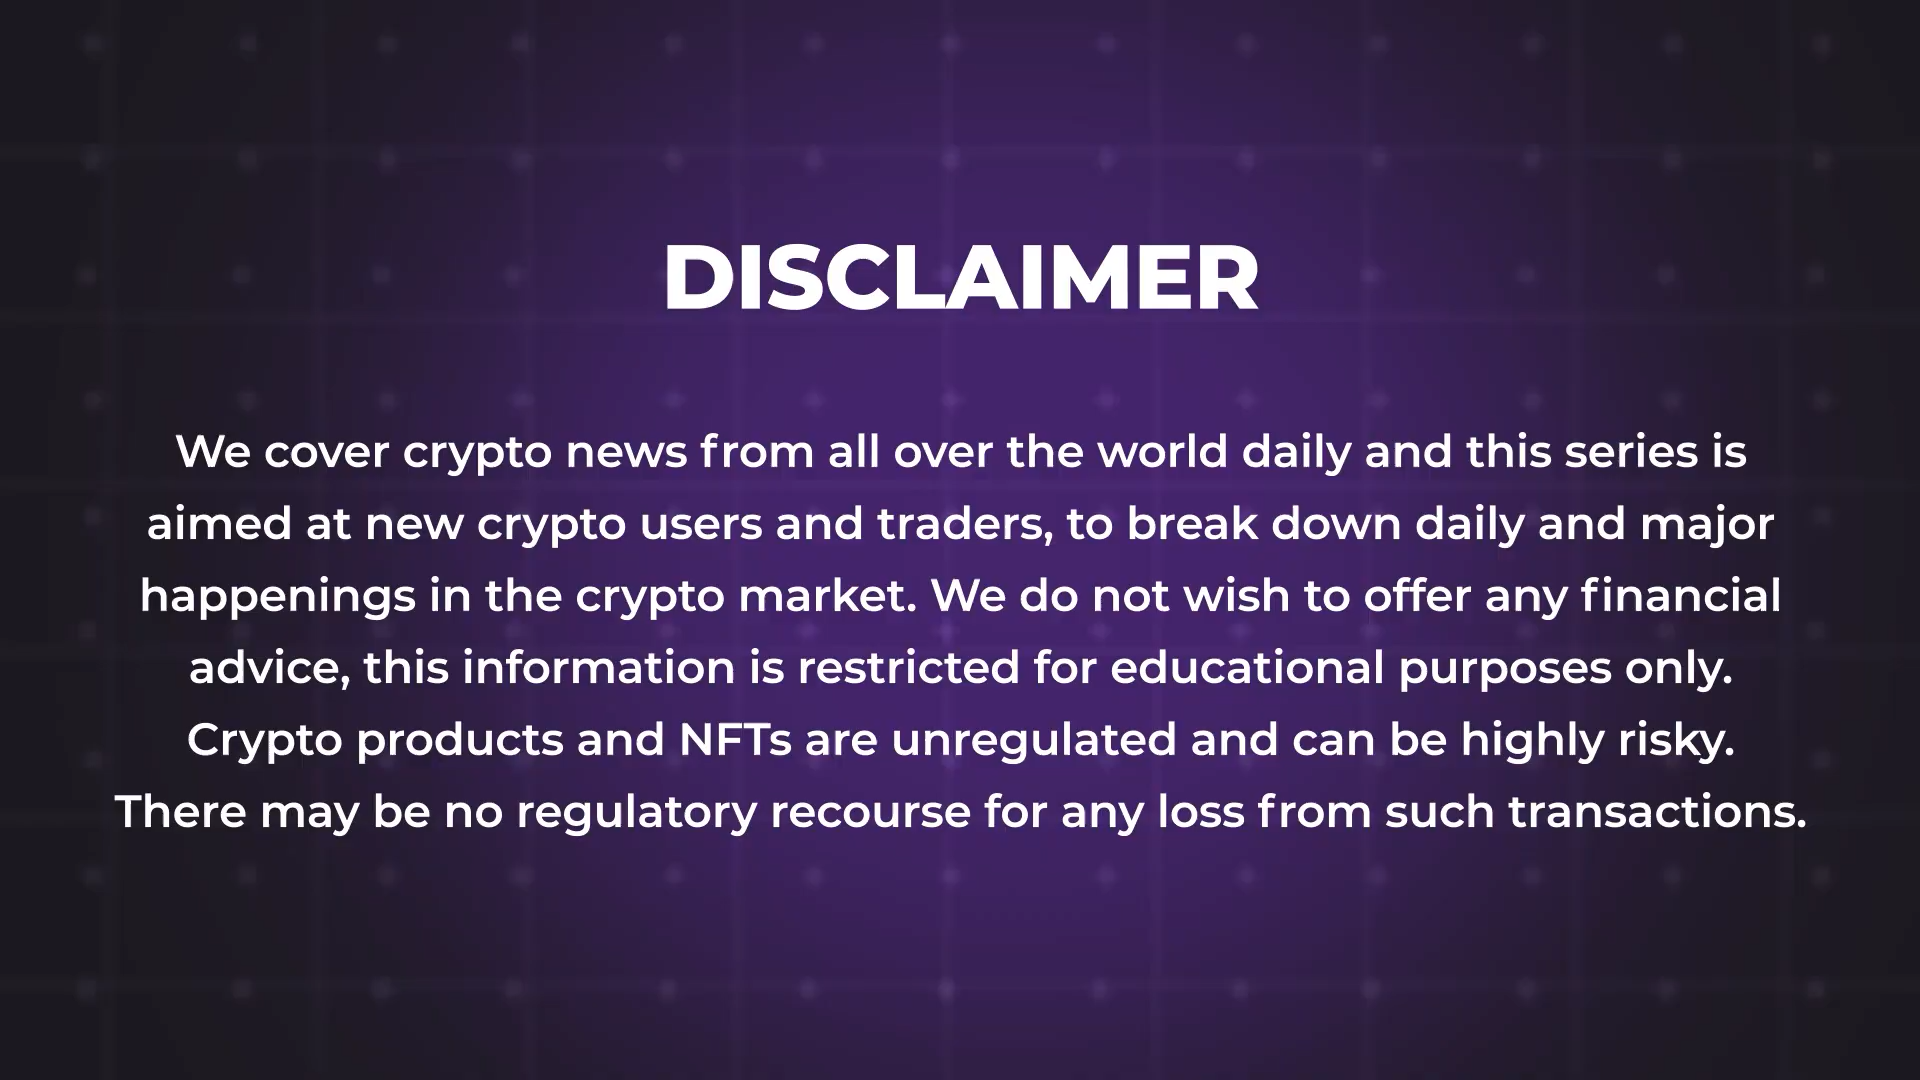 DISCLAIMER
We cover crypto news from all over the world daily and this series is
aimed at new crypto users and traders, to break down daily and major
happenings in the crypto market. We do not wish to offer any financial
advice, this information is restricted for educational purposes only.
Crypto products and NFTs are unregulated and can be highly risky.
There may be no regulatory recourse for any loss from such transactions.